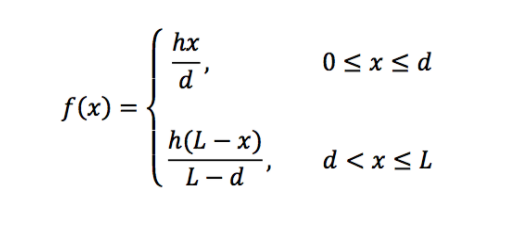 f(x) = { hx/d, 0 ≤ x ≤ d
h(L − x)/(L − d), d < x ≤ L